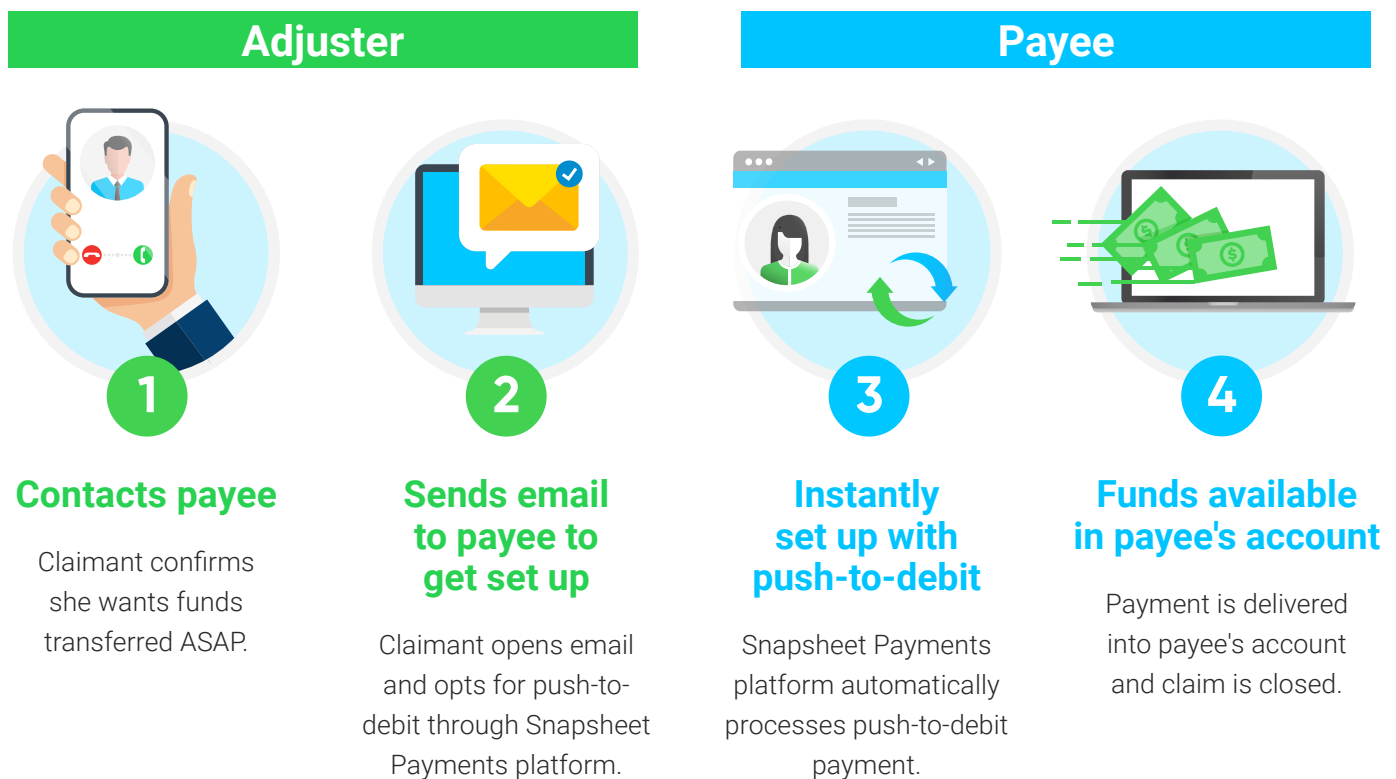 Adjuster
Payee
1
Contacts payee
Claimant confirms
she wants funds
transferred ASAP.
2
Sends email
to payee to
get set up
Claimant opens email
and opts for push-to-
debit through Snapsheet
Payments platform.
3
Instantly
set up with
push-to-debit
Snapsheet Payments
platform automatically
processes push-to-debit
payment.
4
Funds available
in payee's account
Payment is delivered
into payee's account
and claim is closed.